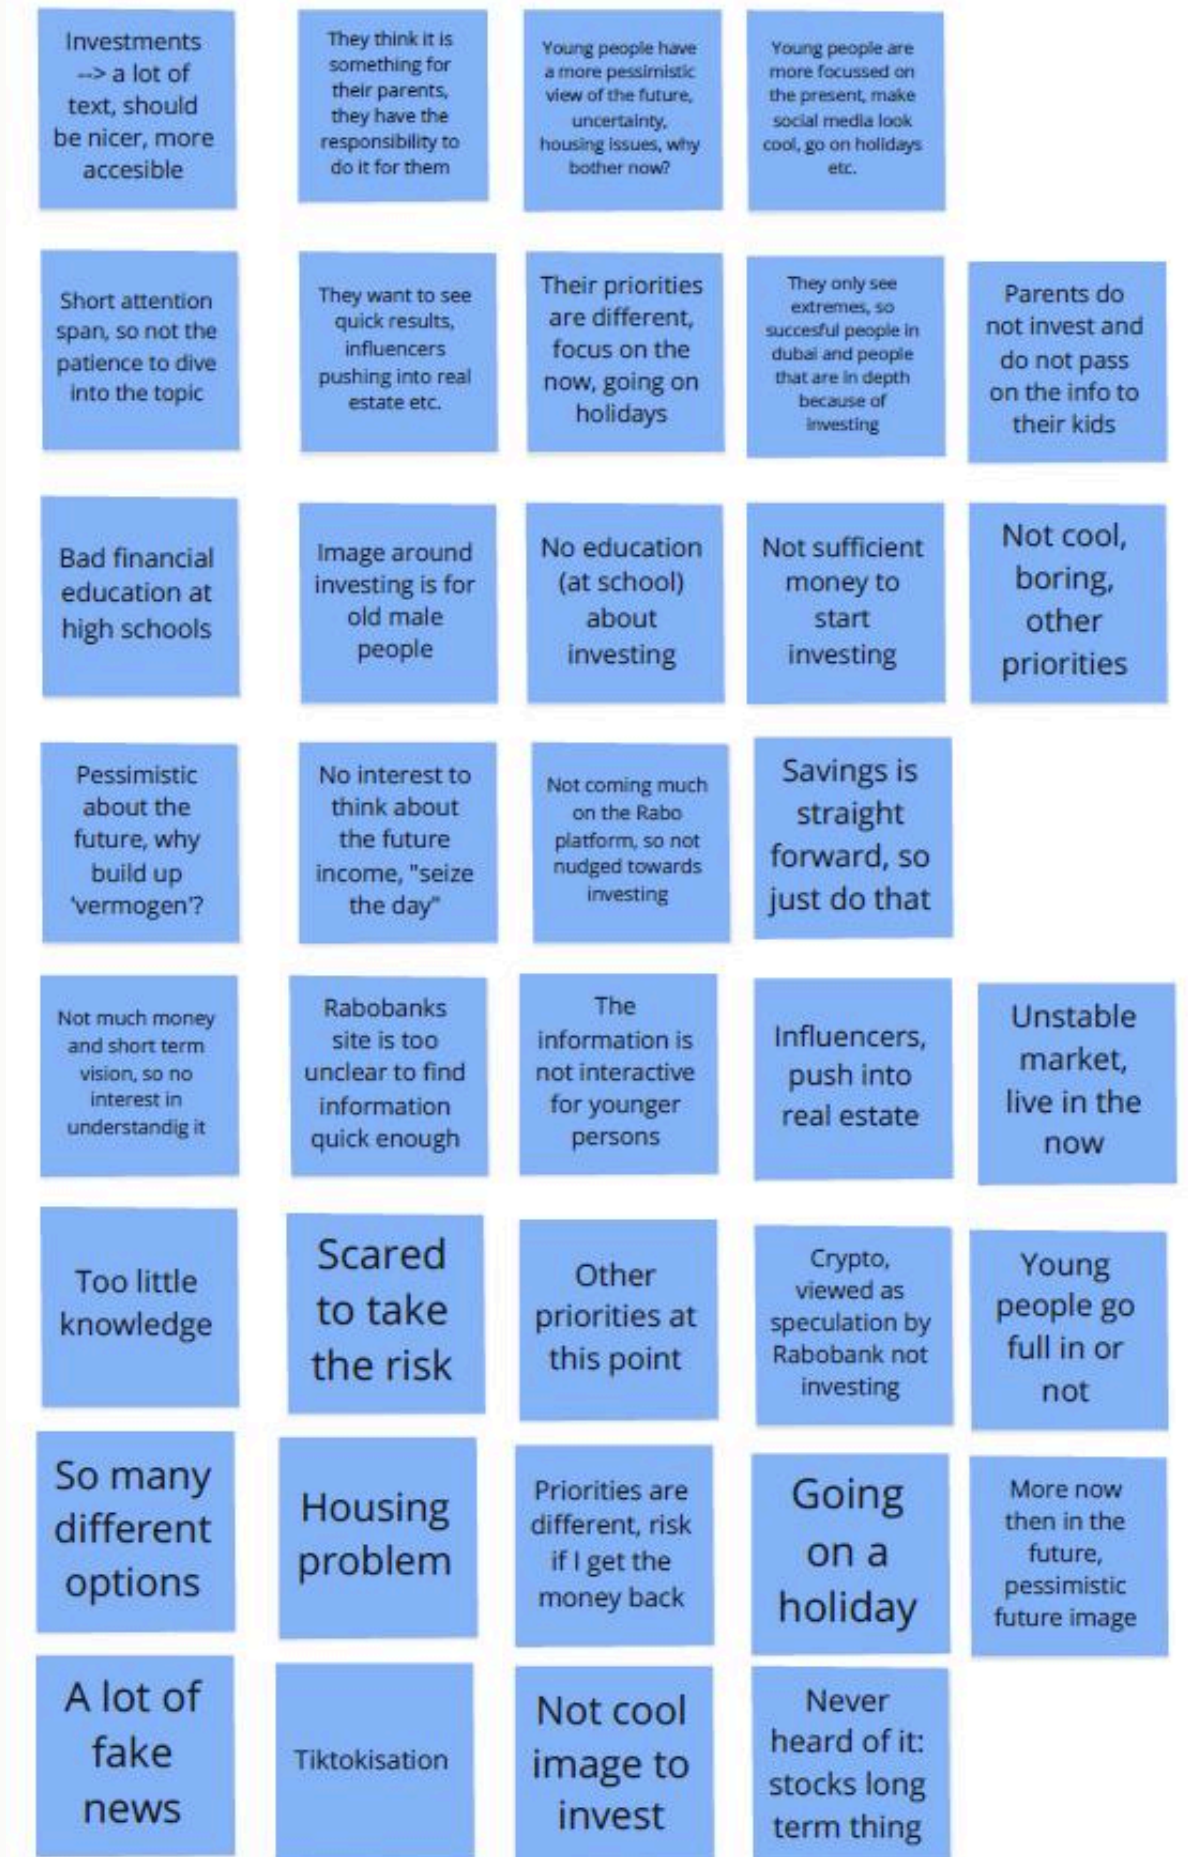 Investments
--> a lot of
text, should
be nicer, more
accesible
They think it is
something for
their parents,
they have the
responsibility to
do it for them
Young people have
a more pessimistic
view of the future,
uncertainty,
housing issues, why
bother now?
Young people are
more focussed on
the present, make
social media look
cool, go on holidays
etc.
Short attention
span, so not the
patience to dive
into the topic
They want to see
quick results,
influencers
pushing into real
estate etc.
Their priorities
are different,
focus on the
now, going on
holidays
They only see
extremes, so
succesful people in
dubai and people
that are in depth
because of
investing
Parents do
not invest and
do not pass
on the info to
their kids
Bad financial
education at
high schools
Image around
investing is for
old male
people
No education
(at school)
about
investing
Not sufficient
money to
start
investing
Not cool,
boring,
other
priorities
Pessimistic
about the
future, why
build up
'vermogen'?
No interest to
think about
the future
income, "seize
the day"
Not coming much
on the Rabo
platform, so not
nudged towards
investing
Savings is
straight
forward, so
just do that
Not much money
and short term
vision, so no
interest in
understandig it
Rabobanks
site is too
unclear to find
information
quick enough
The
information is
not interactive
for younger
persons
Influencers,
push into
real estate
Unstable
market,
live in the
now
Too little
knowledge
Scared
to take
the risk
Other
priorities at
this point
Crypto,
viewed as
speculation by
Rabobank not
investing
Young
people go
full in or
not
So many
different
options
Housing
problem
Priorities are
different, risk
if I get the
money back
Going
on a
holiday
More now
then in the
future,
pessimistic
future image
A lot of
fake
news
Tiktokisation
Not cool
image to
invest
Never
heard of it:
stocks long
term thing